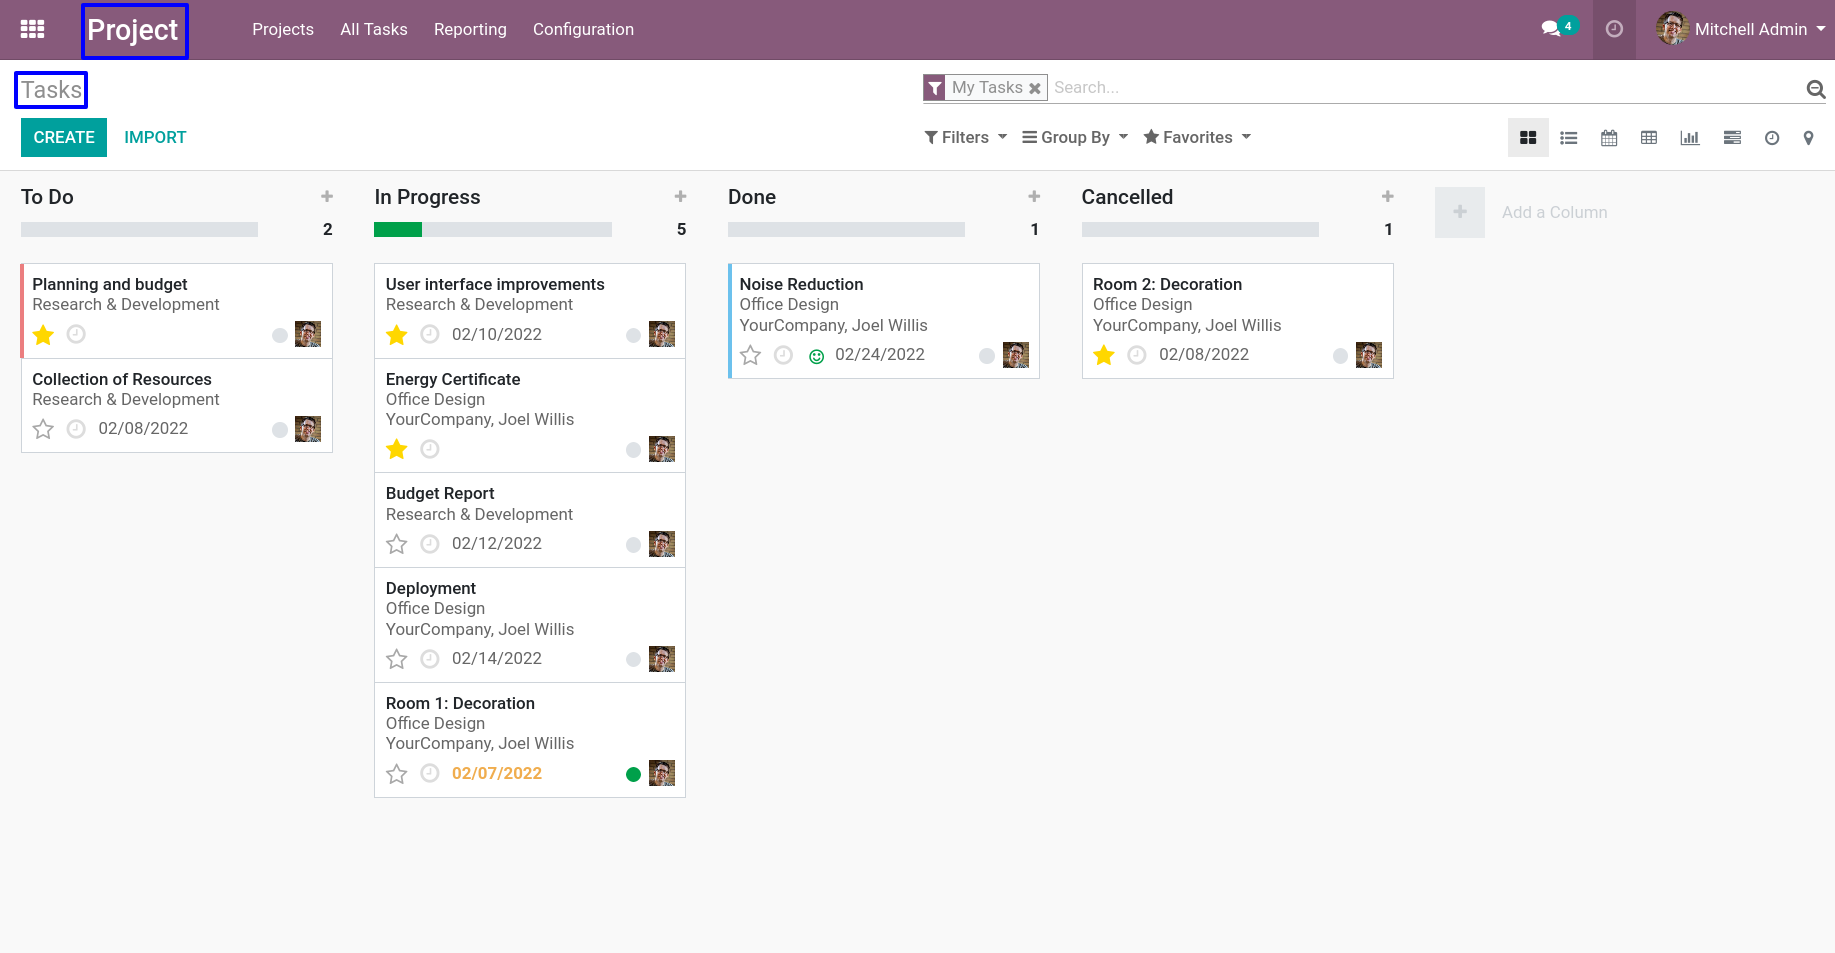 Project
Projects
All Tasks
Reporting
Configuration
4
Mitchell Admin
Tasks
My Tasks
Search...
CREATE
IMPORT
Filters
Group By
Favorites
To Do
2
Planning and budget
Research & Development
Collection of Resources
Research & Development
02/08/2022
In Progress
5
User interface improvements
Research & Development
02/10/2022
Energy Certificate
Office Design
YourCompany, Joel Willis
Budget Report
Research & Development
02/12/2022
Deployment
Office Design
YourCompany, Joel Willis
02/14/2022
Room 1: Decoration
Office Design
YourCompany, Joel Willis
02/07/2022
Done
1
Noise Reduction
Office Design
YourCompany, Joel Willis
02/24/2022
Cancelled
1
Room 2: Decoration
Office Design
YourCompany, Joel Willis
02/08/2022
Add a Column